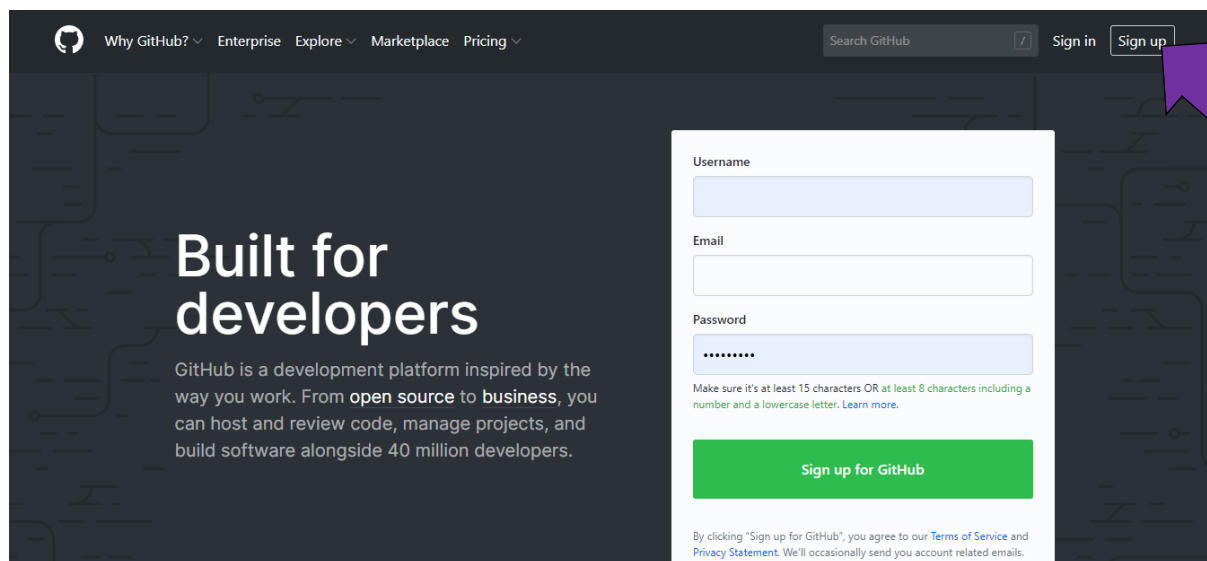 Why GitHub? Enterprise Explore Marketplace Pricing Search GitHub / Sign in Sign up
Built for
developers
GitHub is a development platform inspired by the
way you work. From open source to business, you
can host and review code, manage projects, and
build software alongside 40 million developers.
Username
Email
Password
•••••••••
Make sure it's at least 15 characters OR at least 8 characters including a
number and a lowercase letter. Learn more.
Sign up for GitHub
By clicking "Sign up for GitHub", you agree to our Terms of Service and
Privacy Statement. We'll occasionally send you account related emails.